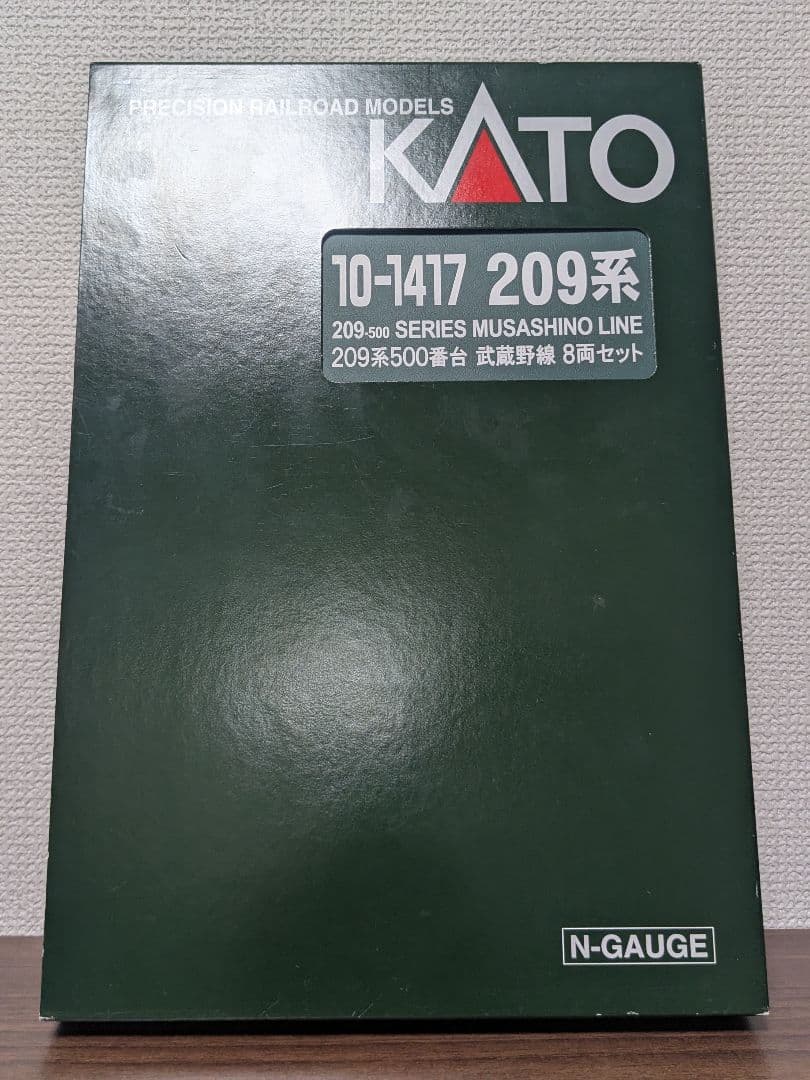 PRECISION RAILROAD MODELS
KATO
10-1417 209系
209-500 SERIES MUSASHINO LINE
209系500番台 武蔵野線 8両セット
N-GAUGE